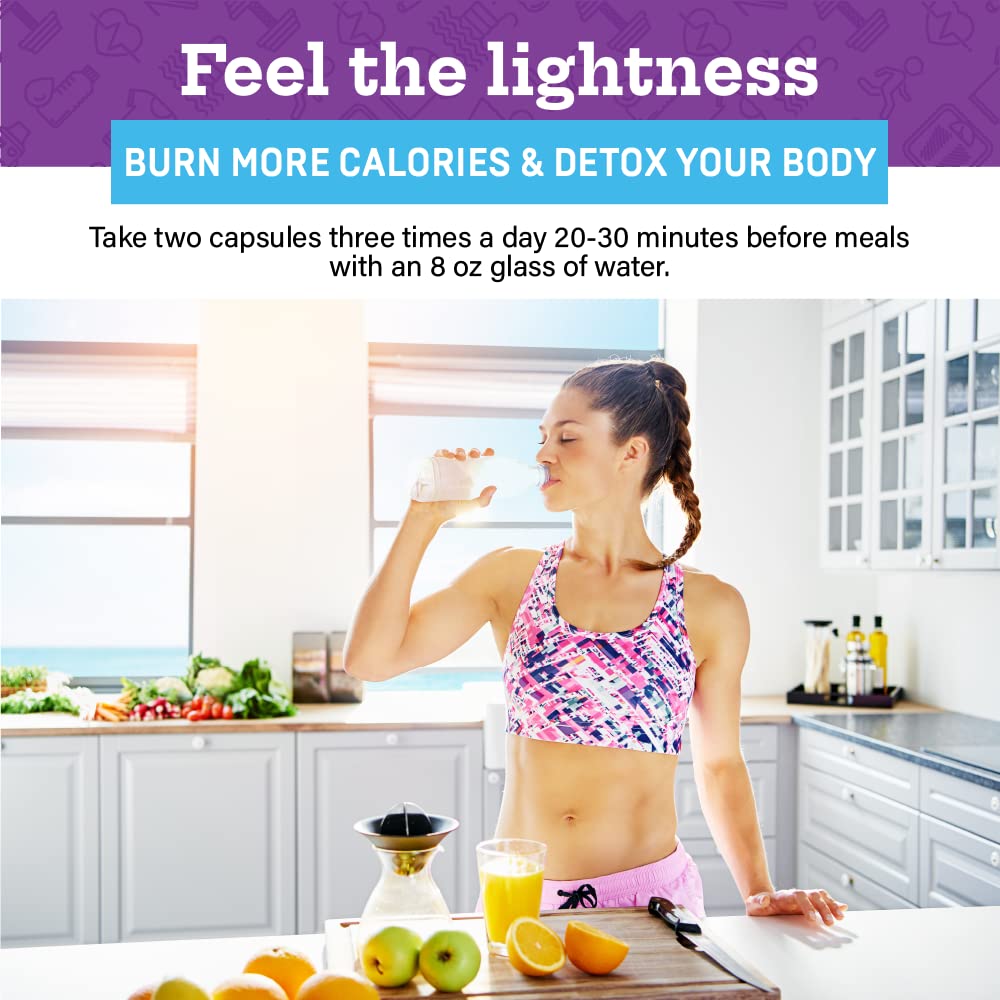 Feel the lightness
BURN MORE CALORIES & DETOX YOUR BODY
Take two capsules three times a day 20-30 minutes before meals
with an 8 oz glass of water.